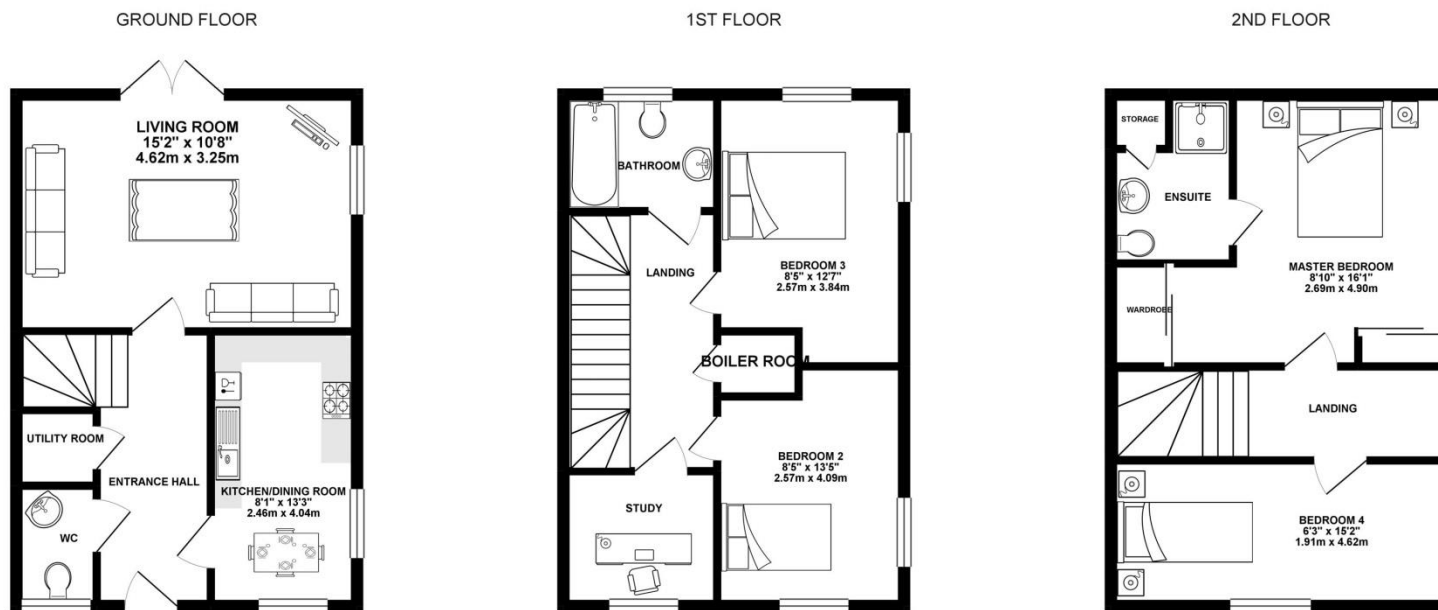 GROUND FLOOR
1ST FLOOR
2ND FLOOR
LIVING ROOM
15'2" x 10'8"
4.62m x 3.25m
UTILITY ROOM
ENTRANCE HALL
KITCHEN/DINING ROOM
8'1" x 13'3"
2.46m x 4.04m
WC
BATHROOM
LANDING
BEDROOM 3
8'5" x 12'7"
2.57m x 3.84m
BOILER ROOM
BEDROOM 2
8'5" x 13'5"
2.57m x 4.09m
STUDY
STORAGE
ENSUITE
MASTER BEDROOM
8'10" x 16'1"
2.69m x 4.90m
WARDROBE
LANDING
BEDROOM 4
6'3" x 15'2"
1.91m x 4.62m